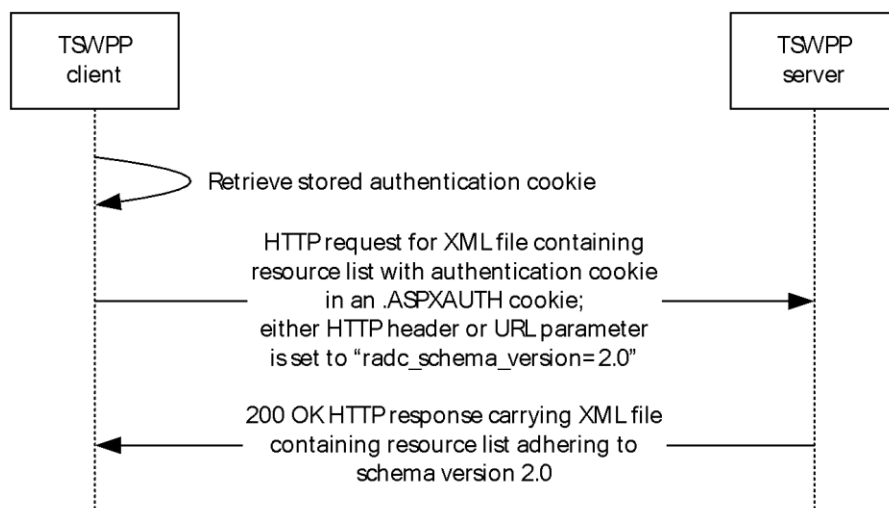 TSWPP
client
TSWPP
server
Retrieve stored authentication cookie
HTTP request for XML file containing
resource list with authentication cookie
in an .ASPXAUTH cookie;
either HTTP header or URL parameter
is set to “radc_schema_version=2.0”
200 OK HTTP response carrying XML file
containing resource list adhering to
schema version 2.0